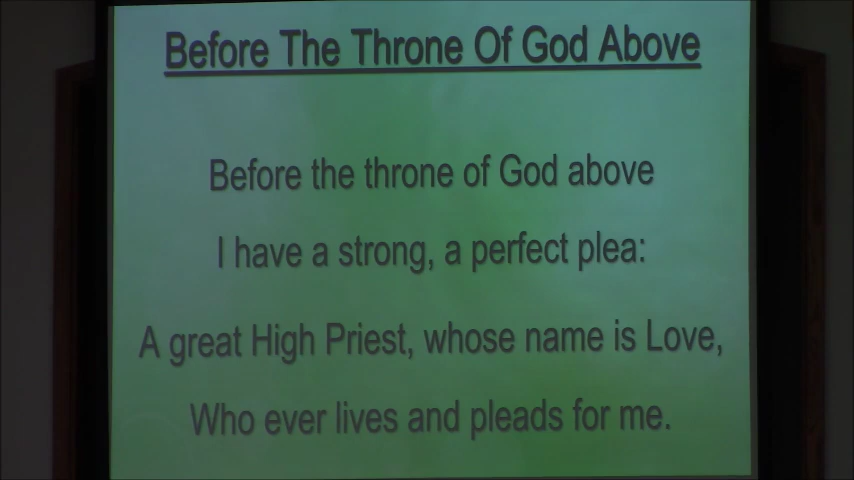 Before The Throne Of God Above
Before the throne of God above
I have a strong, a perfect plea:
A great High Priest, whose name is Love,
Who ever lives and pleads for me.